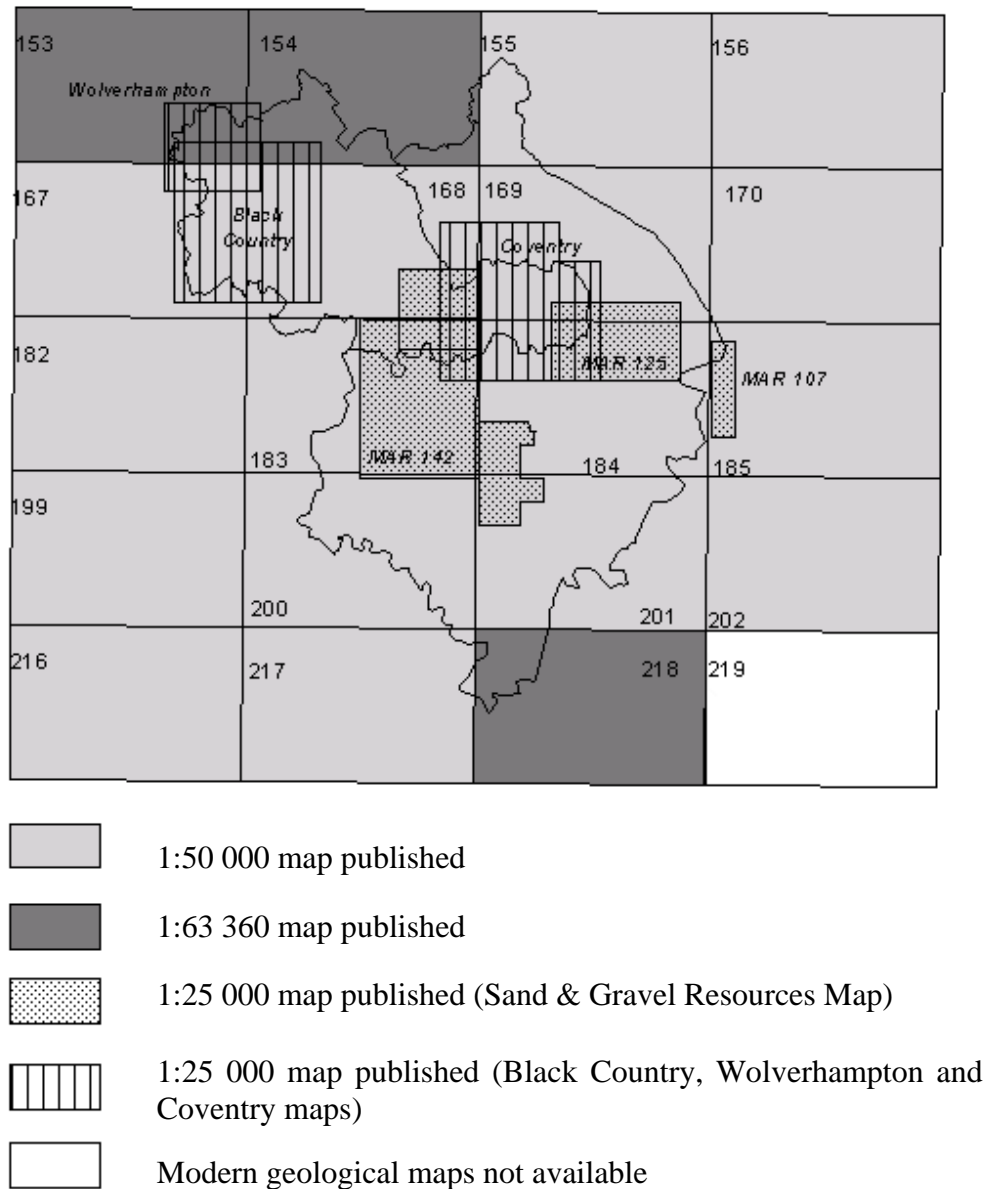 153 154 155 156
Wolverhampton
167 168 169 170
Black
Country
Coventry
182 MAR 125 MAR 107
183 MAR 142 184 185
199
200 201 202
216 217 218 219
1:50 000 map published
1:63 360 map published
1:25 000 map published (Sand & Gravel Resources Map)
1:25 000 map published (Black Country, Wolverhampton and
Coventry maps)
Modern geological maps not available